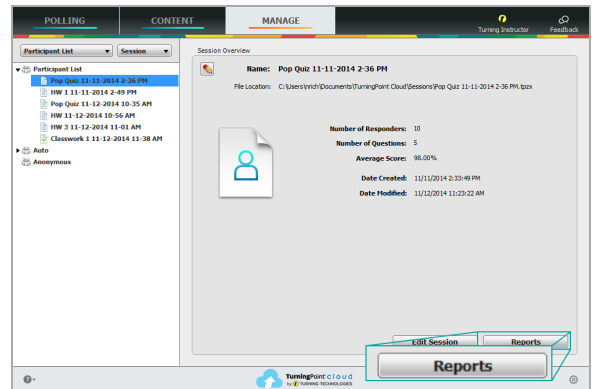 POLLING CONTENT MANAGE
Turning Instructor Feedback
Participant List Session
Session Overview
Participant List
Pop Quiz 11-11-2014 2-36 PM
HW 1 11-11-2014 2-49 PM
Pop Quiz 11-12-2014 10-35 AM
HW 11-12-2014 10-56 AM
HW 3 11-12-2014 11-01 AM
Classwork 1 11-12-2014 11-38 AM
Auto
Anonymous
Name: Pop Quiz 11-11-2014 2-36 PM
File Location: C:\Users\nrich\Documents\TurningPoint Cloud\Sessions\Pop Quiz 11-11-2014 2-36 PM.tpzx
Number of Responders: 10
Number of Questions: 5
Average Score: 98.00%
Date Created: 11/11/2014 2:33:49 PM
Date Modified: 11/12/2014 11:23:22 AM
Edit Session Reports
Reports
TurningPoint cloud
by TURNING TECHNOLOGIES